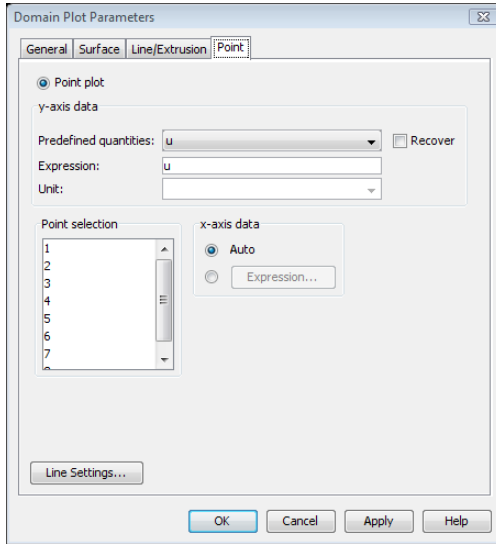 Domain Plot Parameters
General Surface Line/Extrusion Point
Point plot
y-axis data
Predefined quantities: u Recover
Expression: u
Unit:
Point selection x-axis data
1 Auto
2
3 Expression...
4
5
6
7
Line Settings...
OK Cancel Apply Help